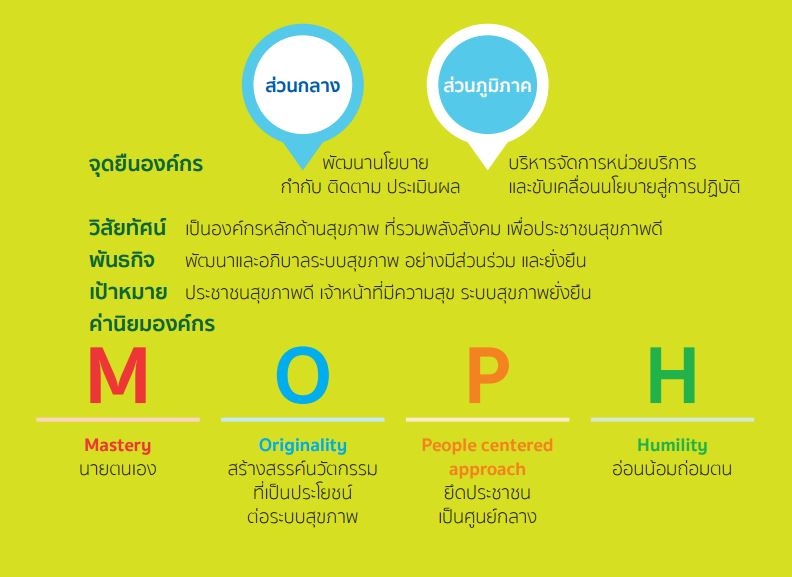 ส่วนกลาง ส่วนภูมิภาค
จุดยืนองค์กร พัฒนานโยบาย บริหารจัดการหน่วยบริการ
กำกับ ติดตาม ประเมินผล และขับเคลื่อนนโยบายสู่การปฏิบัติ
วิสัยทัศน์ เป็นองค์กรหลักด้านสุขภาพ ที่รวมพลังสังคม เพื่อประชาชนสุขภาพดี
พันธกิจ พัฒนาและอภิบาลระบบสุขภาพ อย่างมีส่วนร่วม และยั่งยืน
เป้าหมาย ประชาชนสุขภาพดี เจ้าหน้าที่มีความสุข ระบบสุขภาพยั่งยืน
ค่านิยมองค์กร
M O P H
Mastery
นายตนเอง
Originality
สร้างสรรค์นวัตกรรม
ที่เป็นประโยชน์
ต่อระบบสุขภาพ
People centered
approach
ยึดประชาชน
เป็นศูนย์กลาง
Humility
อ่อนน้อมถ่อมตน